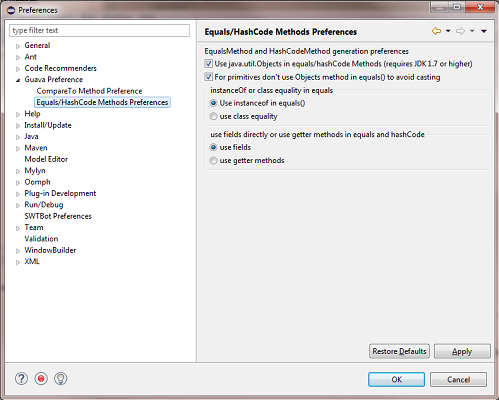 Preferences
type filter text
General
Ant
Code Recommenders
Guava Preference
CompareTo Method Preference
Equals/HashCode Methods Preferences
Help
Install/Update
Java
Maven
Model Editor
Mylyn
Oomph
Plug-in Development
Run/Debug
SWTBot Preferences
Team
Validation
WindowBuilder
XML
Equals/HashCode Methods Preferences
EqualsMethod and HashCodeMethod generation preferences
Use java.util.Objects in equals/hashCode Methods (requires JDK 1.7 or higher)
For primitives don't use Objects method in equals() to avoid casting
instanceOf or class equality in equals
Use instanceof in equals()
use class equality
use fields directly or use getter methods in equals and hashCode
use fields
use getter methods
Restore Defaults
Apply
OK
Cancel